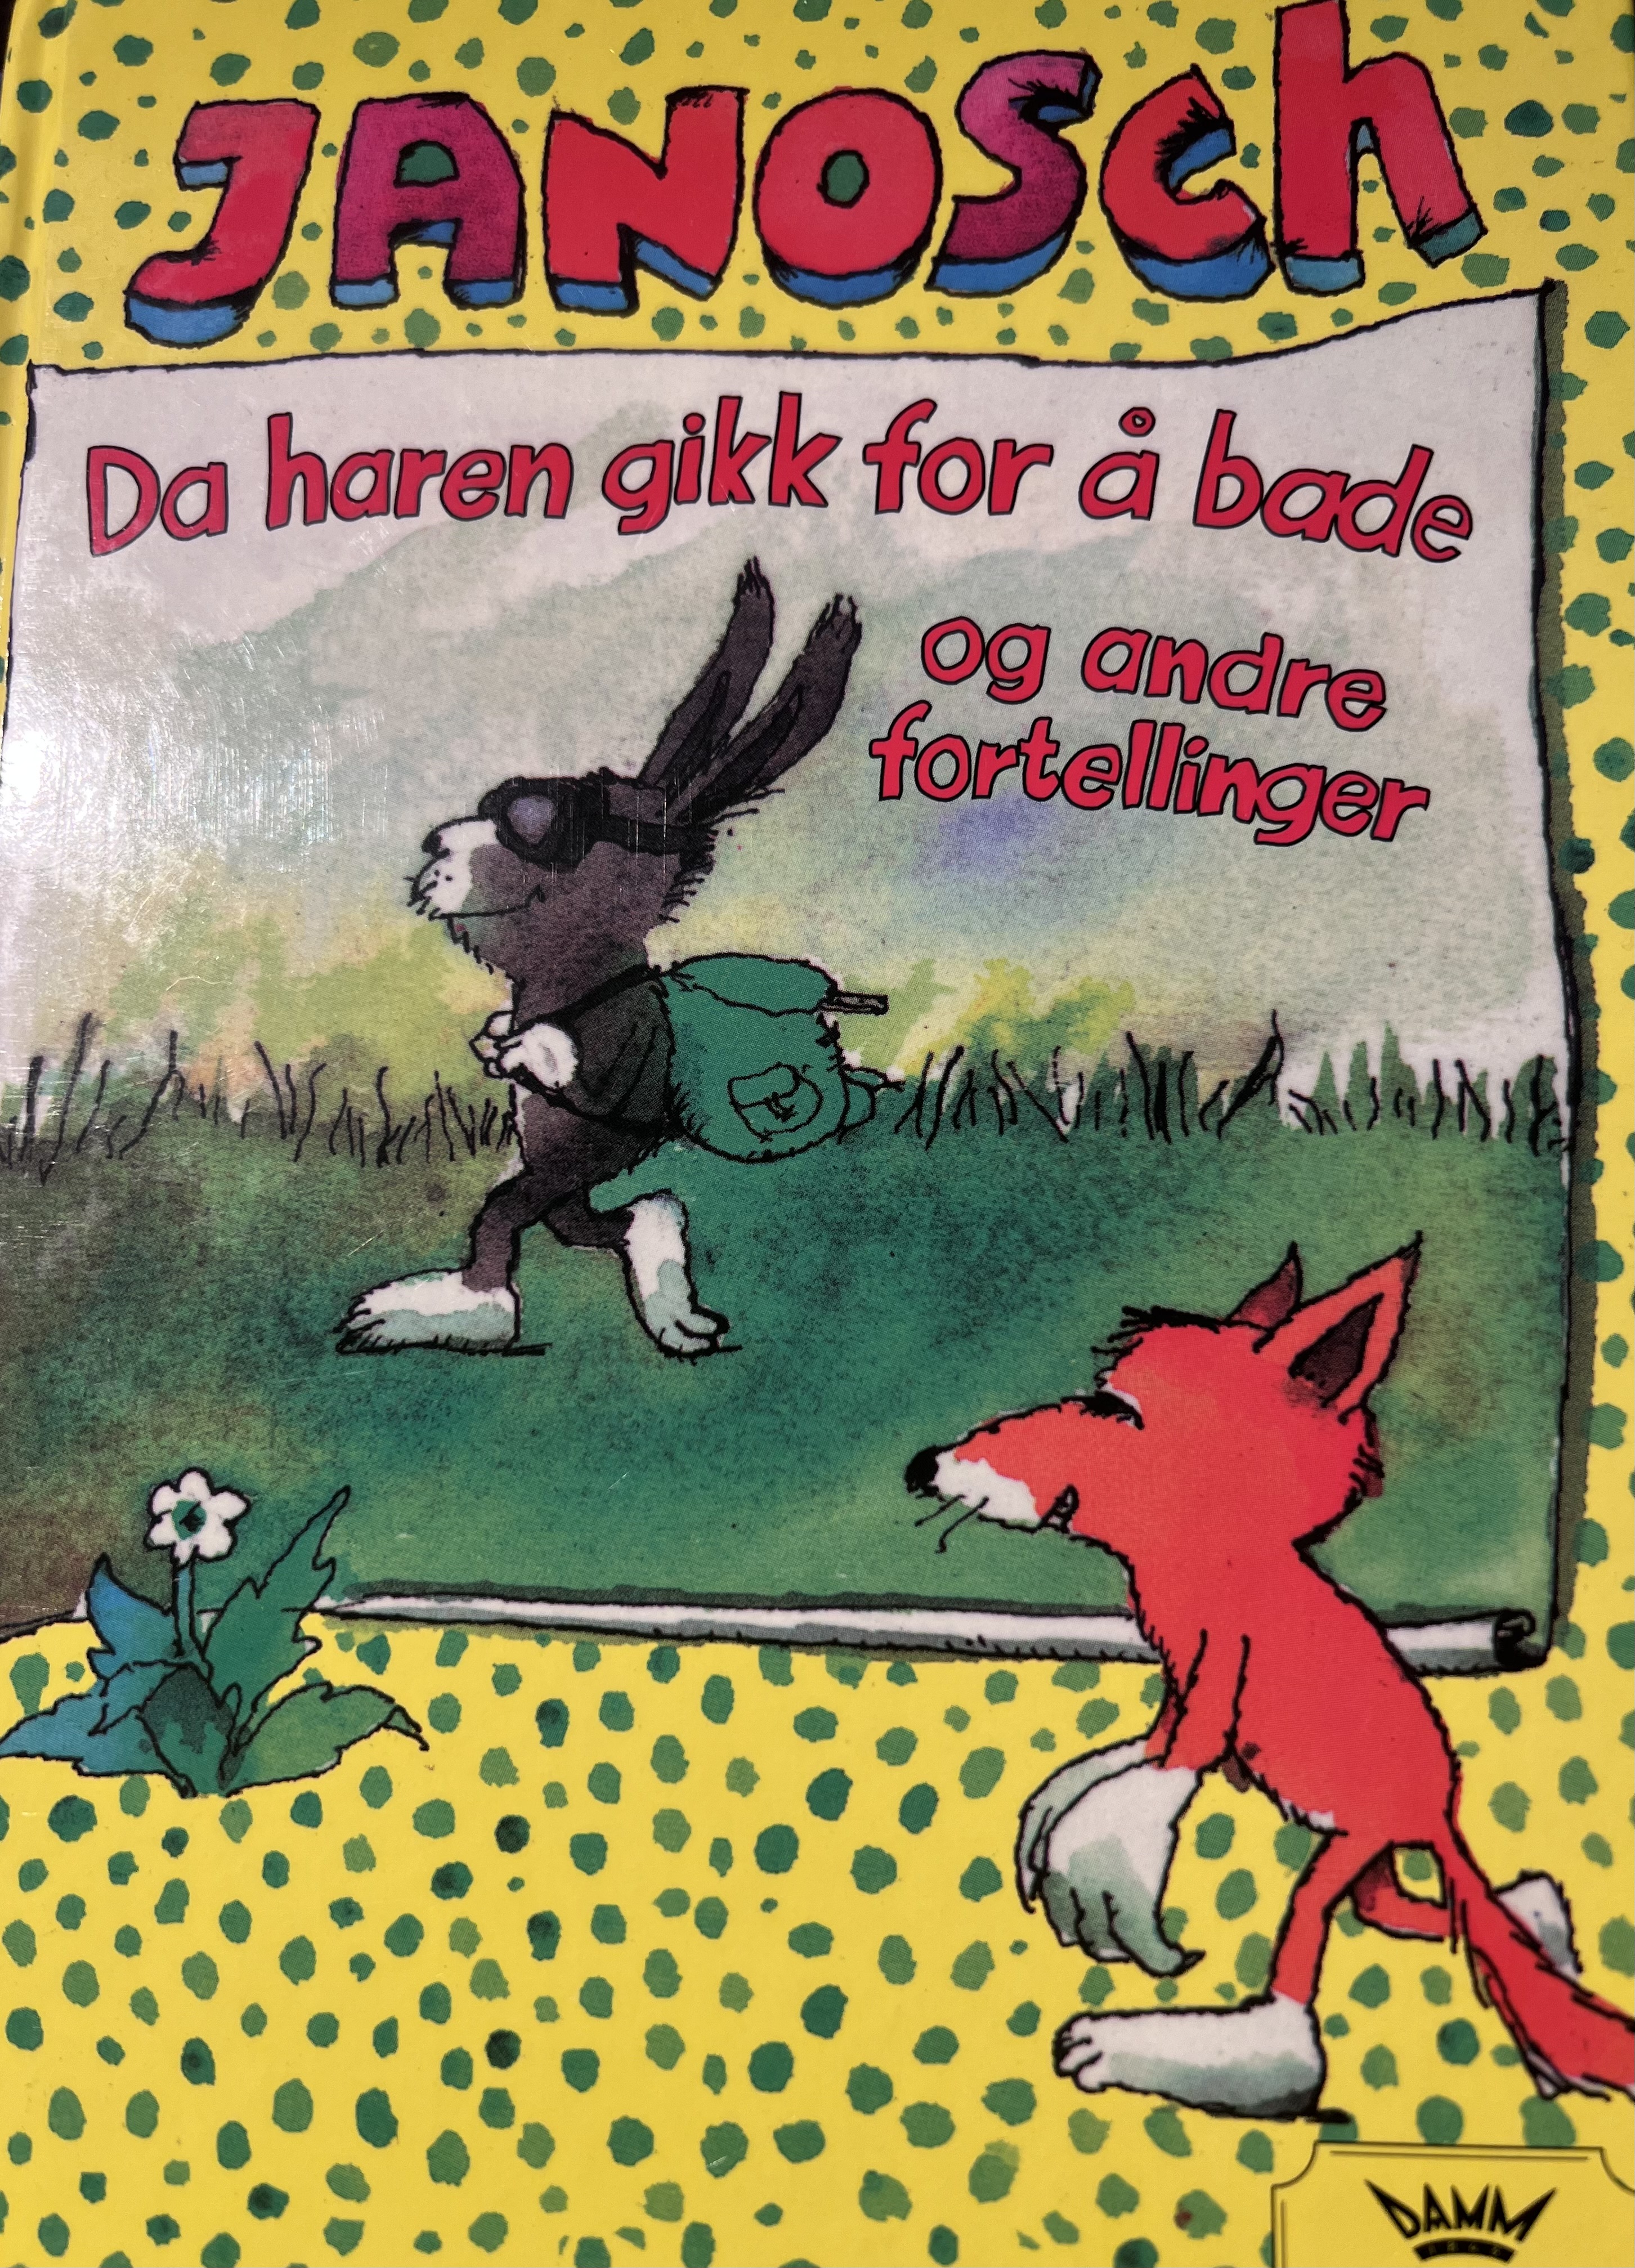 JANOSCh
Da haren gikk for å bade
og andre
fortellinger
DAMM